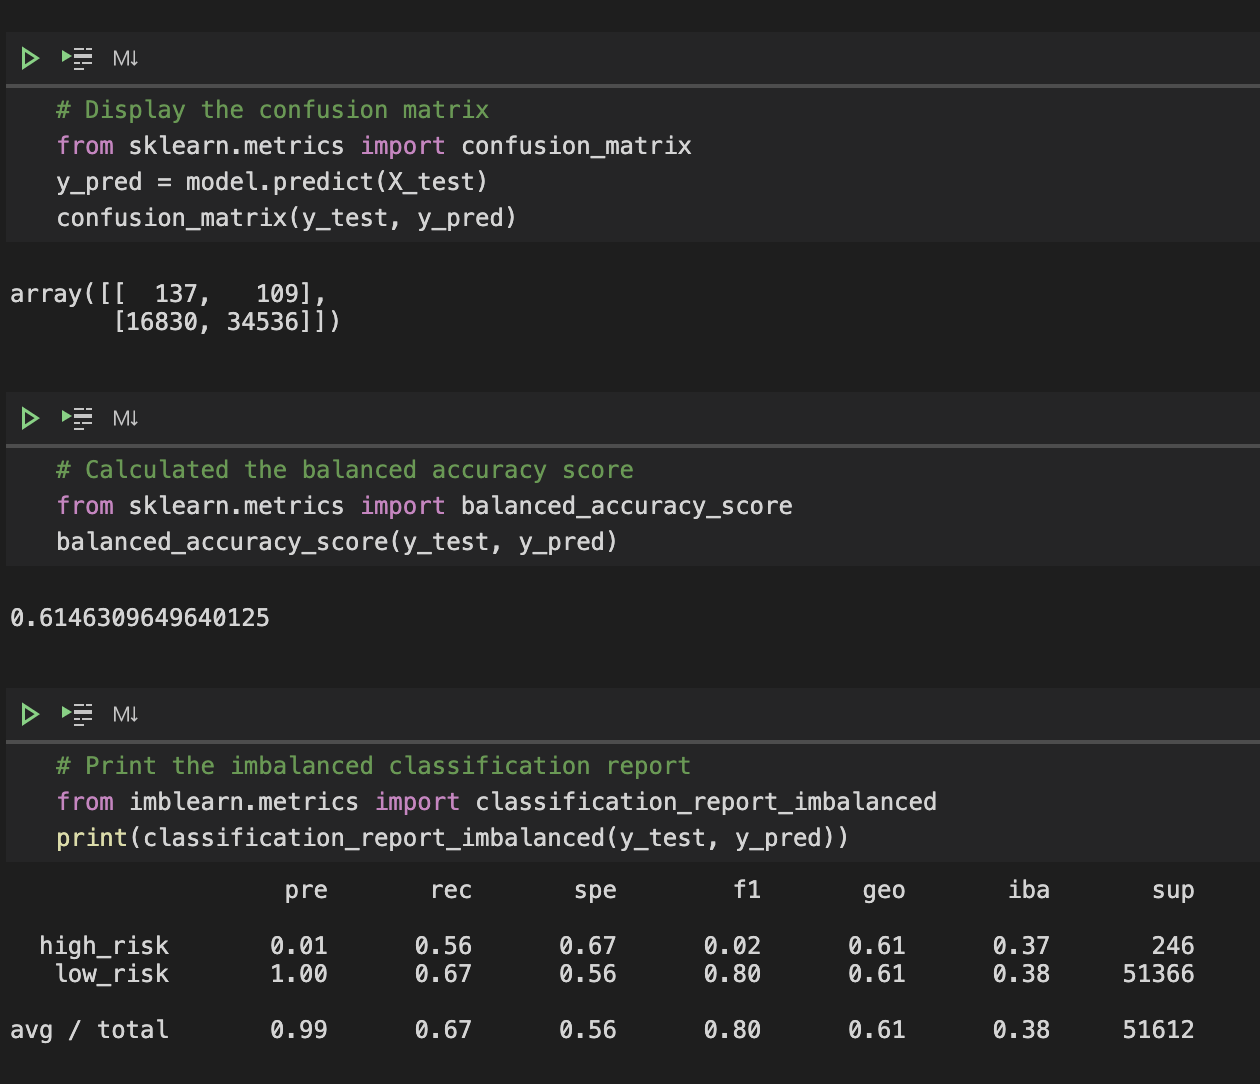 M↓
# Display the confusion matrix
from sklearn.metrics import confusion_matrix
y_pred = model.predict(X_test)
confusion_matrix(y_test, y_pred)
array([[  137,   109],
       [16830, 34536]])
M↓
# Calculated the balanced accuracy score
from sklearn.metrics import balanced_accuracy_score
balanced_accuracy_score(y_test, y_pred)
0.6146309649640125
M↓
# Print the imbalanced classification report
from imblearn.metrics import classification_report_imbalanced
print(classification_report_imbalanced(y_test, y_pred))
                   pre       rec       spe        f1       geo       iba       sup
  high_risk       0.01      0.56      0.67      0.02      0.61      0.37       246
   low_risk       1.00      0.67      0.56      0.80      0.61      0.38     51366
avg / total       0.99      0.67      0.56      0.80      0.61      0.38     51612